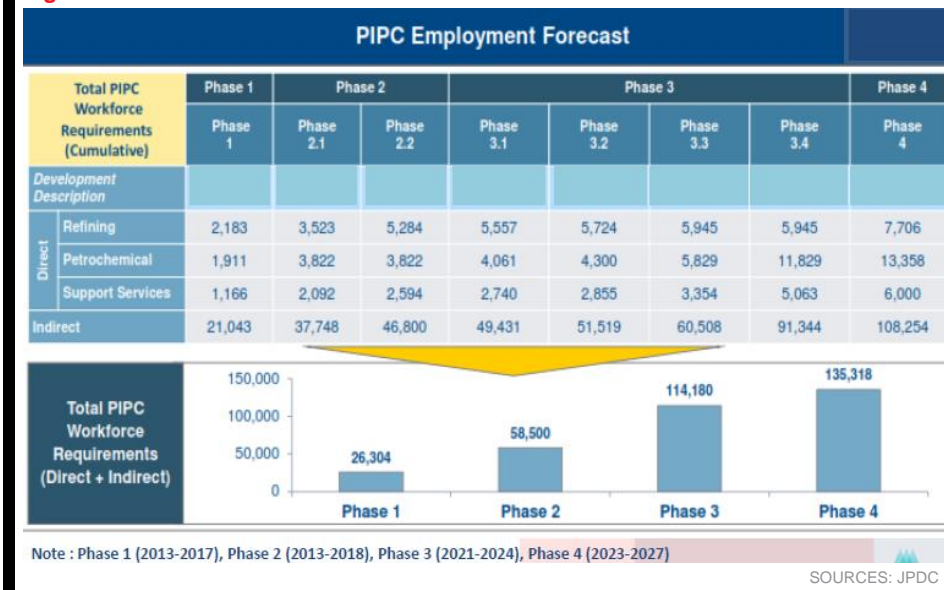 PIPC Employment Forecast
Total PIPC
Workforce
Requirements
(Cumulative)
Phase 1
Phase 2
Phase 3
Phase 4
Phase
1
Phase
2.1
Phase
2.2
Phase
3.1
Phase
3.2
Phase
3.3
Phase
3.4
Phase
4
Development
Description
Direct
Refining 2,183 3,523 5,284 5,557 5,724 5,945 5,945 7,706
Petrochemical 1,911 3,822 3,822 4,061 4,300 5,829 11,829 13,358
Support Services 1,166 2,092 2,594 2,740 2,855 3,354 5,063 6,000
Indirect 21,043 37,748 46,800 49,431 51,519 60,508 91,344 108,254
Total PIPC
Workforce
Requirements
(Direct + Indirect)
150,000
100,000
50,000
0
26,304
58,500
114,180
135,318
Phase 1
Phase 2
Phase 3
Phase 4
Note : Phase 1 (2013-2017), Phase 2 (2013-2018), Phase 3 (2021-2024), Phase 4 (2023-2027)
SOURCES: JPDC